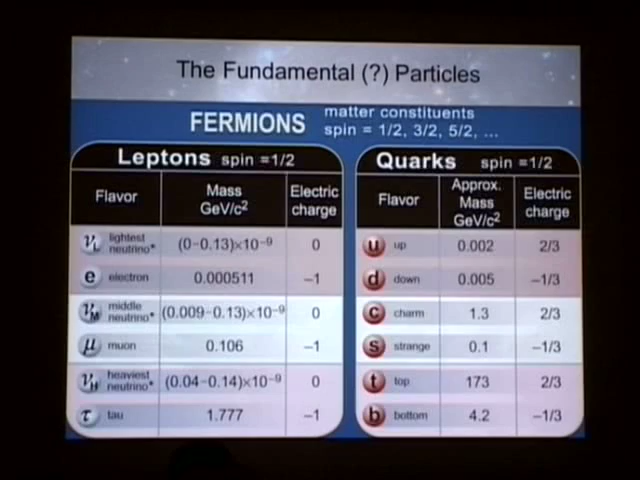 The Fundamental (?) Particles
FERMIONS
matter constituents
spin = 1/2, 3/2, 5/2, ...
Leptons spin =1/2
Flavor
Mass
GeV/c²
Electric
charge
νL lightest neutrino* (0–0.13)×10⁻⁹ 0
e electron 0.000511 –1
νM middle neutrino* (0.009–0.13)×10⁻⁹ 0
μ muon 0.106 –1
νH heaviest neutrino* (0.04–0.14)×10⁻⁹ 0
τ tau 1.777 –1
Quarks spin =1/2
Flavor
Approx.
Mass
GeV/c²
Electric
charge
u up 0.002 2/3
d down 0.005 –1/3
c charm 1.3 2/3
s strange 0.1 –1/3
t top 173 2/3
b bottom 4.2 –1/3